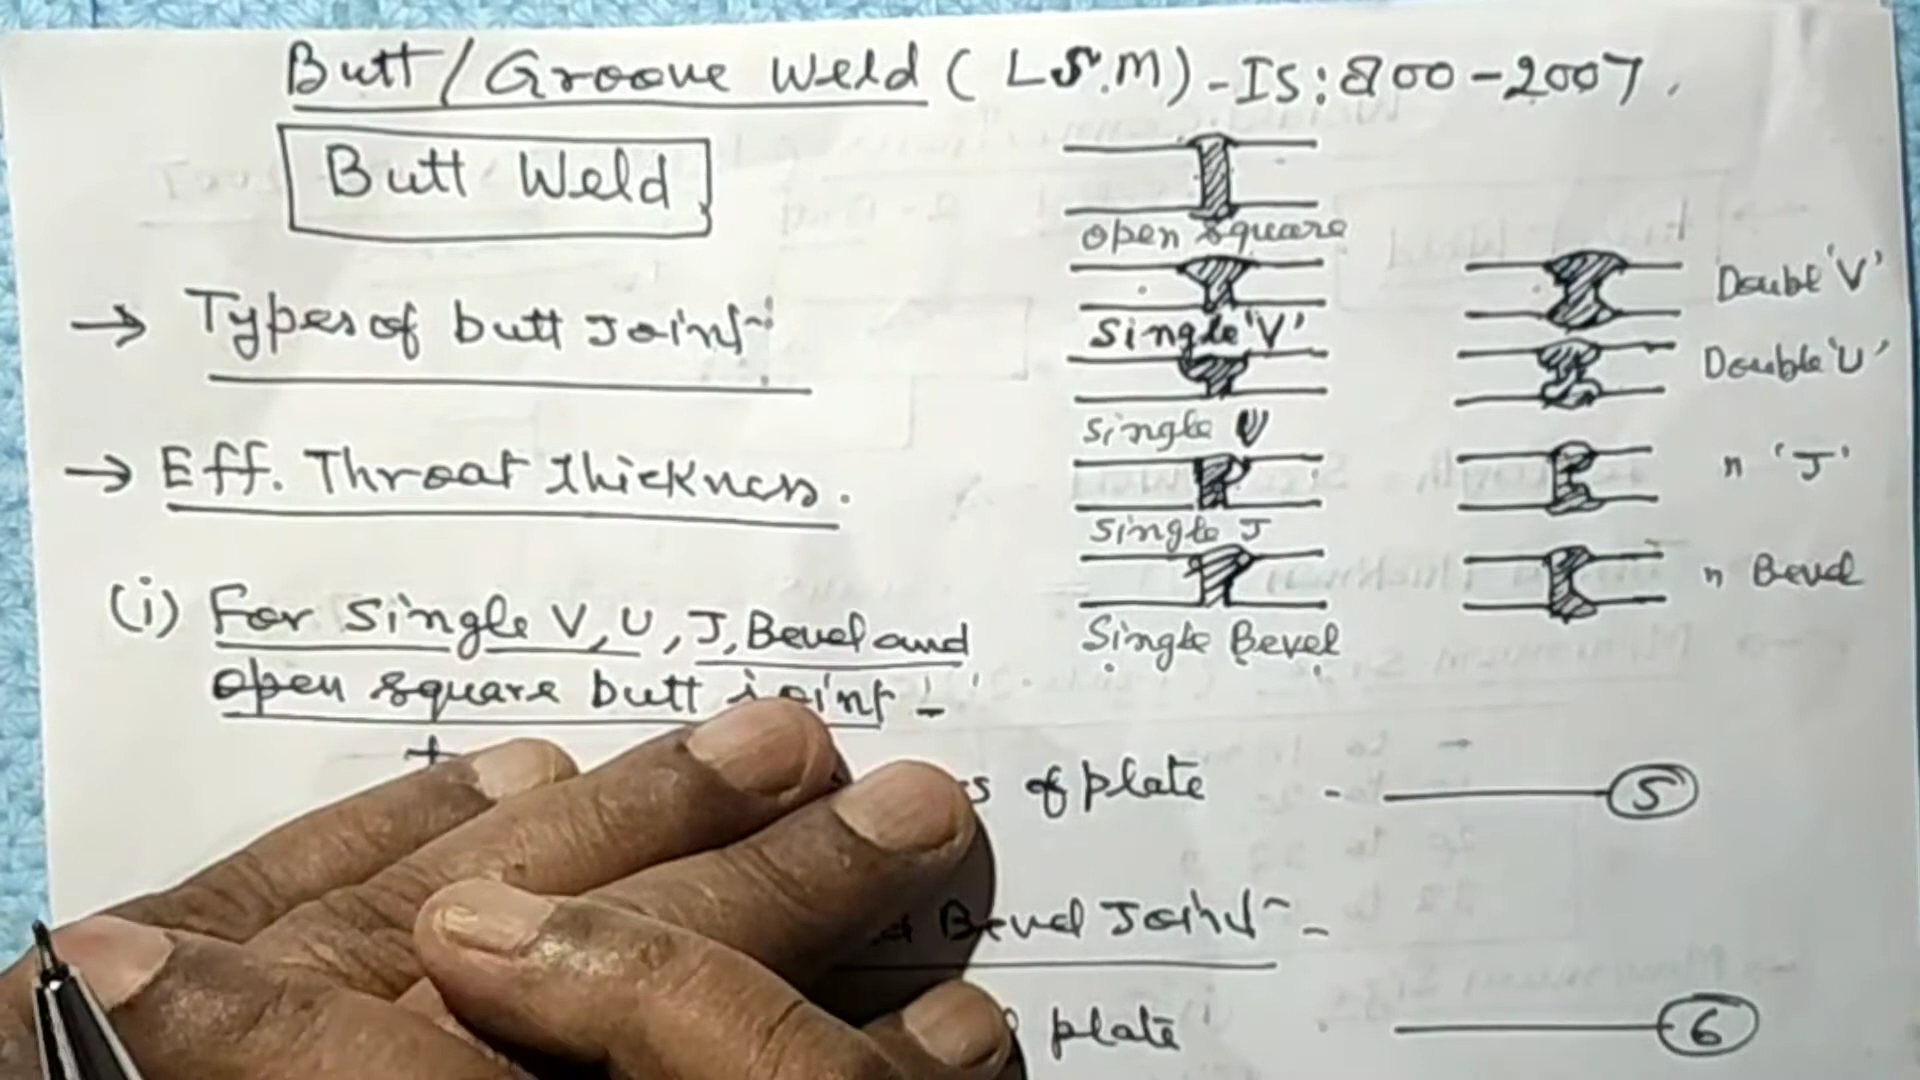 Butt/Groove Weld (L.S.M) - IS: 800-2007.
Butt Weld
→ Types of butt Joint:-
→ Eff. Throat thickness.
(i) For Single V, U, J, Bevel and
open square butt joint :-
of plate - 5
Bevel Joint -
plate 6
open square
Single 'V'
Single U
Single J
Single Bevel
Doubl 'V'
Double 'U'
n 'J'
n Bevel